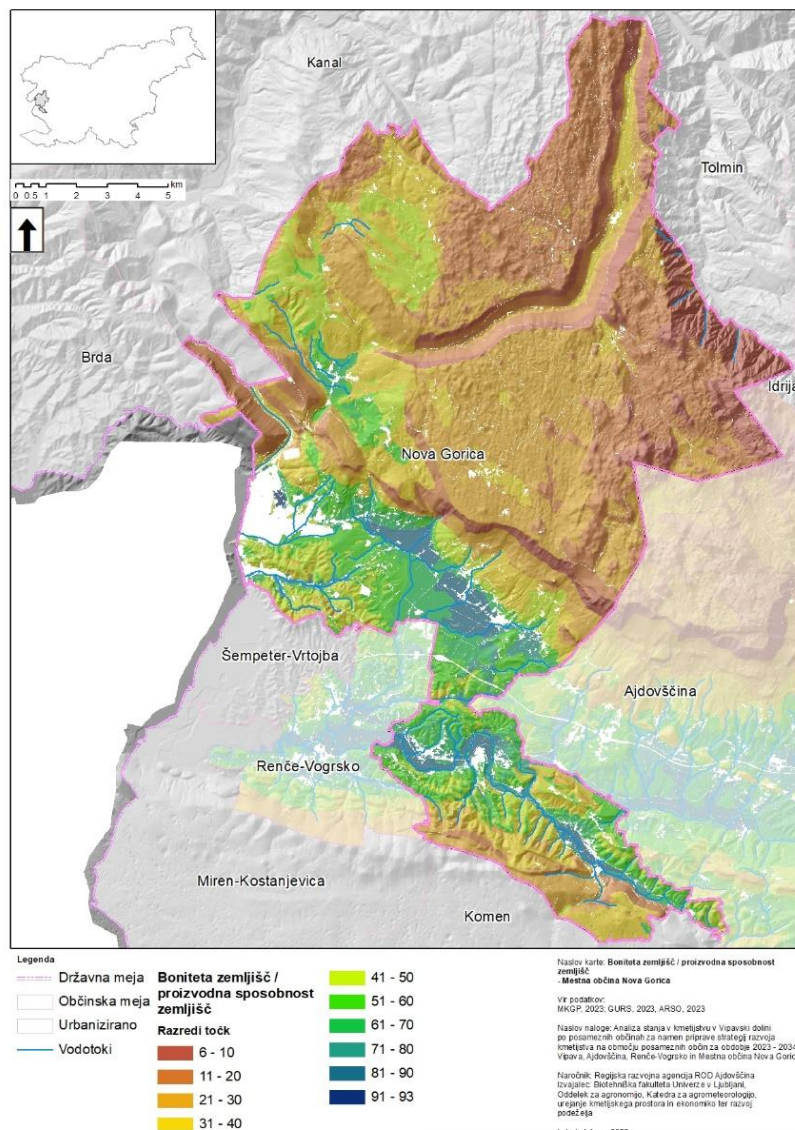 Kanal
Tolmin
km
0 0.5 1 2 3 4 5
Brda
Idrija
Nova Gorica
Šempeter-Vrtojba
Ajdovščina
Renče-Vogrsko
Miren-Kostanjevica
Komen
Legenda
Državna meja
Občinska meja
Urbanizirano
Vodotoki
Boniteta zemljišč /
proizvodna sposobnost
zemljišč
Razredi točk
6 - 10
11 - 20
21 - 30
31 - 40
41 - 50
51 - 60
61 - 70
71 - 80
81 - 90
91 - 93
Naslov karte: Boniteta zemljišč / proizvodna sposobnost
zemljišč
- Mestna občina Nova Gorica
Vir podatkov:
MKGP, 2023; GURS, 2023, ARSO, 2023
Naslov naloge: Analiza stanja v kmetijstvu v Vipavski dolini
po posameznih občinah za namen priprave strategij razvoja
kmetijstva na območju posameznih občin za obdobje 2023 - 2034
Vipava, Ajdovščina, Renče-Vogrsko in Mestna občina Nova Goric
Naročnik: Regijska razvojna agencija ROD Ajdovščina
Izvajalec: Biotehniška fakulteta Univerze v Ljubljani,
Oddelek za agronomijo, Katedra za agrometeorologijo,
urejanje kmetijskega prostora in ekonomiko ter razvoj
podeželja